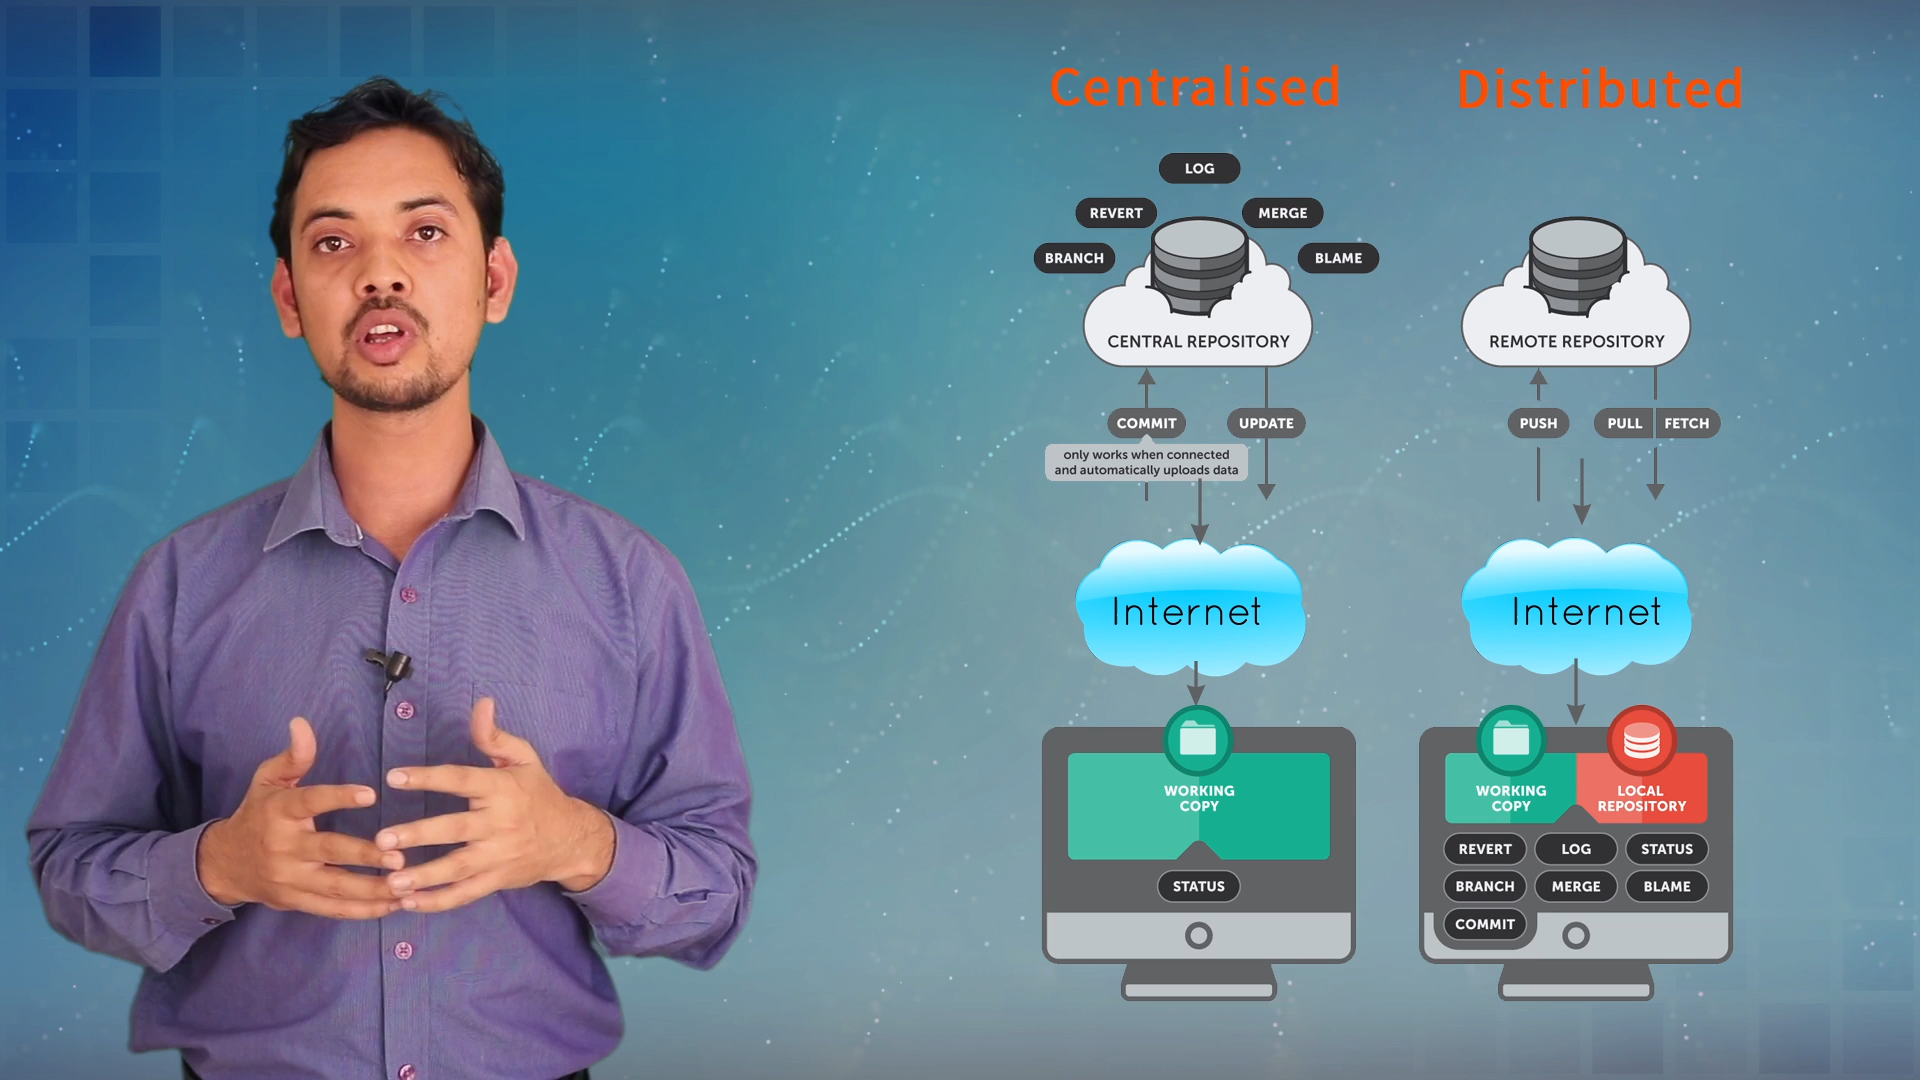 Centralised
LOG
REVERT
MERGE
BRANCH
BLAME
CENTRAL REPOSITORY
COMMIT
UPDATE
only works when connected
and automatically uploads data
Internet
WORKING
COPY
STATUS
Distributed
REMOTE REPOSITORY
PUSH
PULL
FETCH
Internet
WORKING
COPY
LOCAL
REPOSITORY
REVERT
LOG
STATUS
BRANCH
MERGE
BLAME
COMMIT